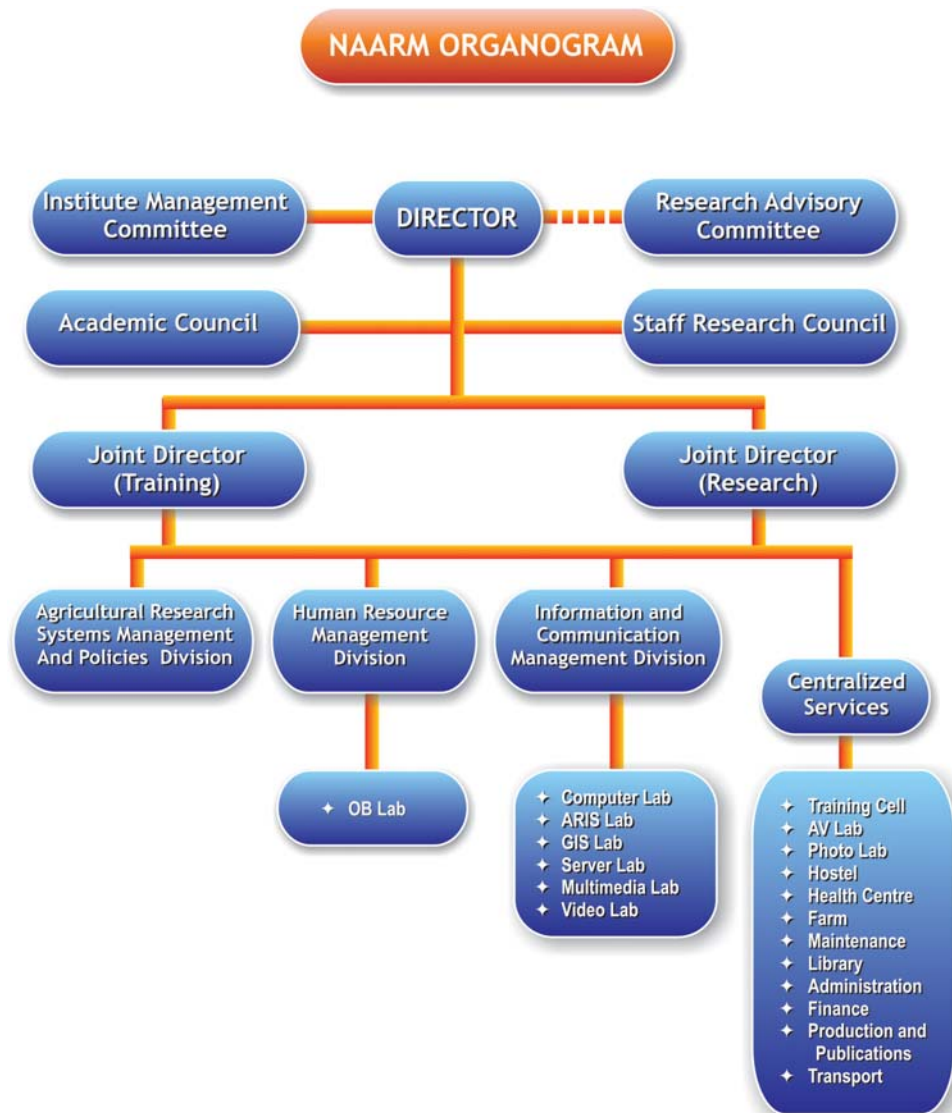 NAARM ORGANOGRAM
Institute Management
Committee
DIRECTOR
Research Advisory
Committee
Academic Council
Staff Research Council
Joint Director
(Training)
Joint Director
(Research)
Agricultural Research
Systems Management
And Policies Division
Human Resource
Management
Division
Information and
Communication
Management Division
Centralized
Services
✦ OB Lab
✦ Computer Lab
✦ ARIS Lab
✦ GIS Lab
✦ Server Lab
✦ Multimedia Lab
✦ Video Lab
✦ Training Cell
✦ AV Lab
✦ Photo Lab
✦ Hostel
✦ Health Centre
✦ Farm
✦ Maintenance
✦ Library
✦ Administration
✦ Finance
✦ Production and
Publications
✦ Transport